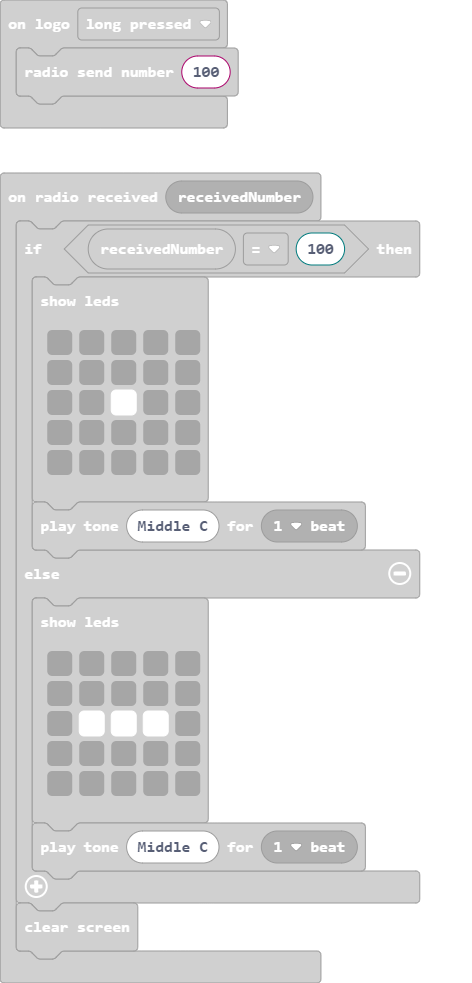 on logo long pressed
radio send number 100
on radio received receivedNumber
if receivedNumber = 100 then
show leds
play tone Middle C for 1 beat
else
show leds
play tone Middle C for 1 beat
clear screen